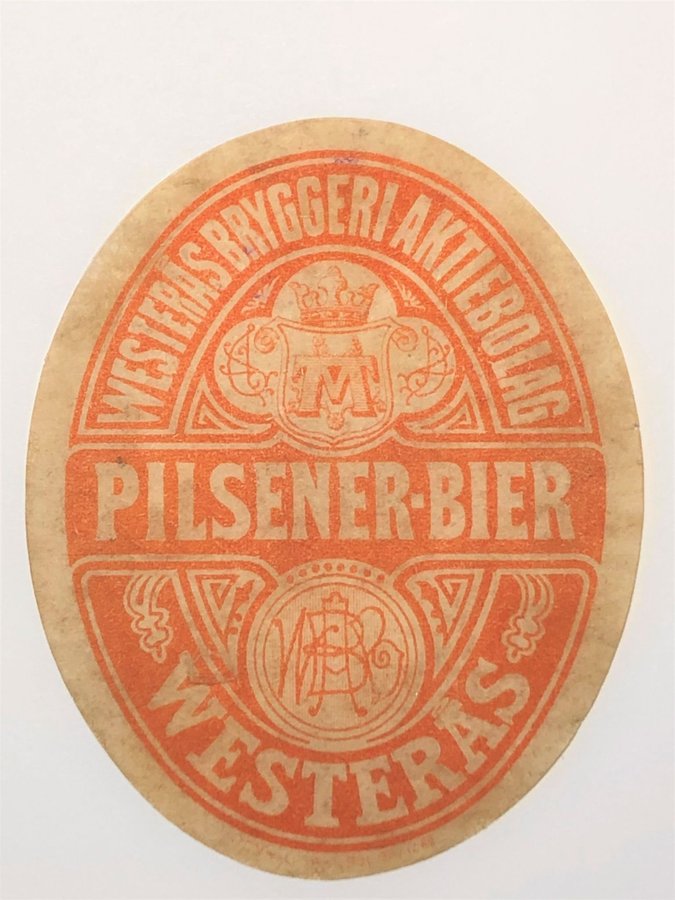 WESTERÅS BRYGGERI AKTIEBOLAG
PILSENER-BIER
WESTERÅS